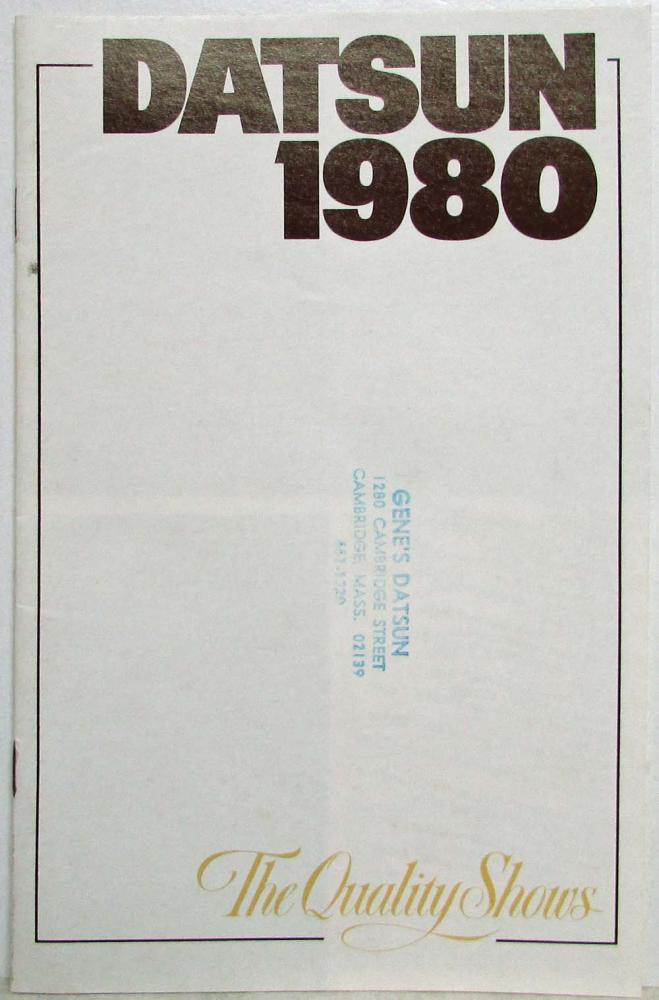 DATSUN
1980
GENE'S DATSUN
1280 CAMBRIDGE STREET
CAMBRIDGE, MASS. 02139
The Quality Shows